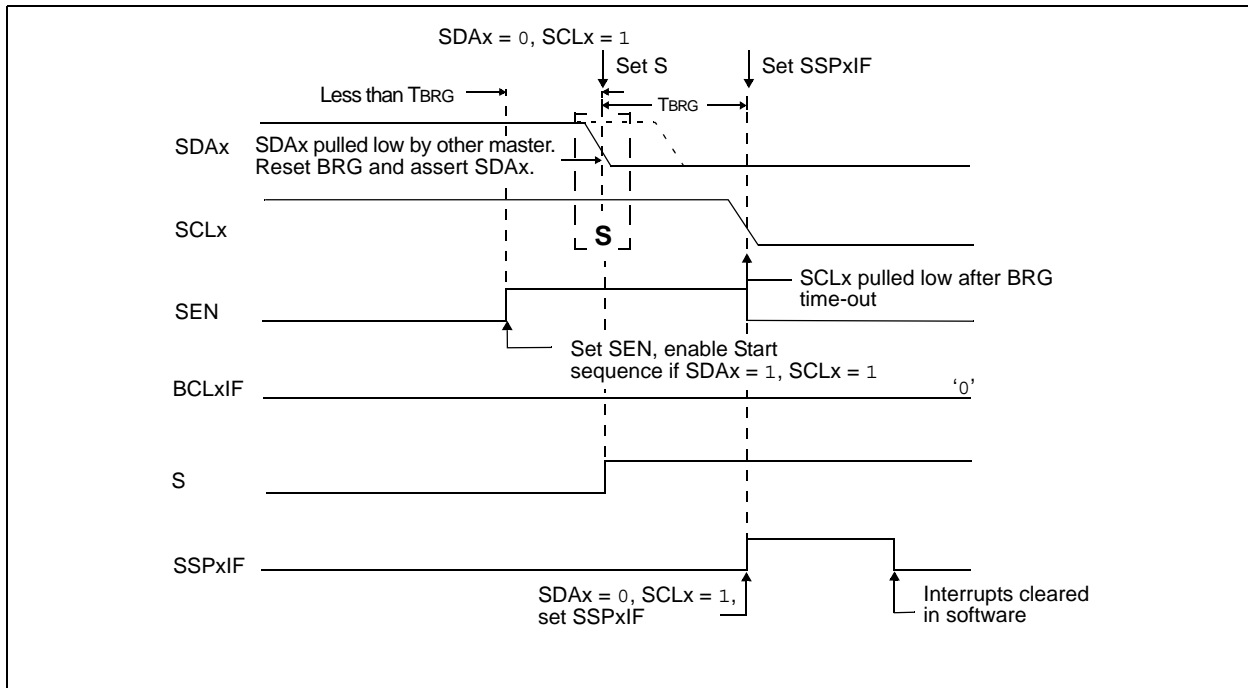 SDAx = 0, SCLx = 1
Set S
Set SSPxIF
Less than TBRG
TBRG
SDAx
SDAx pulled low by other master.
Reset BRG and assert SDAx.
SCLx
S
SCLx pulled low after BRG
time-out
SEN
Set SEN, enable Start
sequence if SDAx = 1, SCLx = 1
BCLxIF
‘0’
S
SSPxIF
SDAx = 0, SCLx = 1,
set SSPxIF
Interrupts cleared
in software